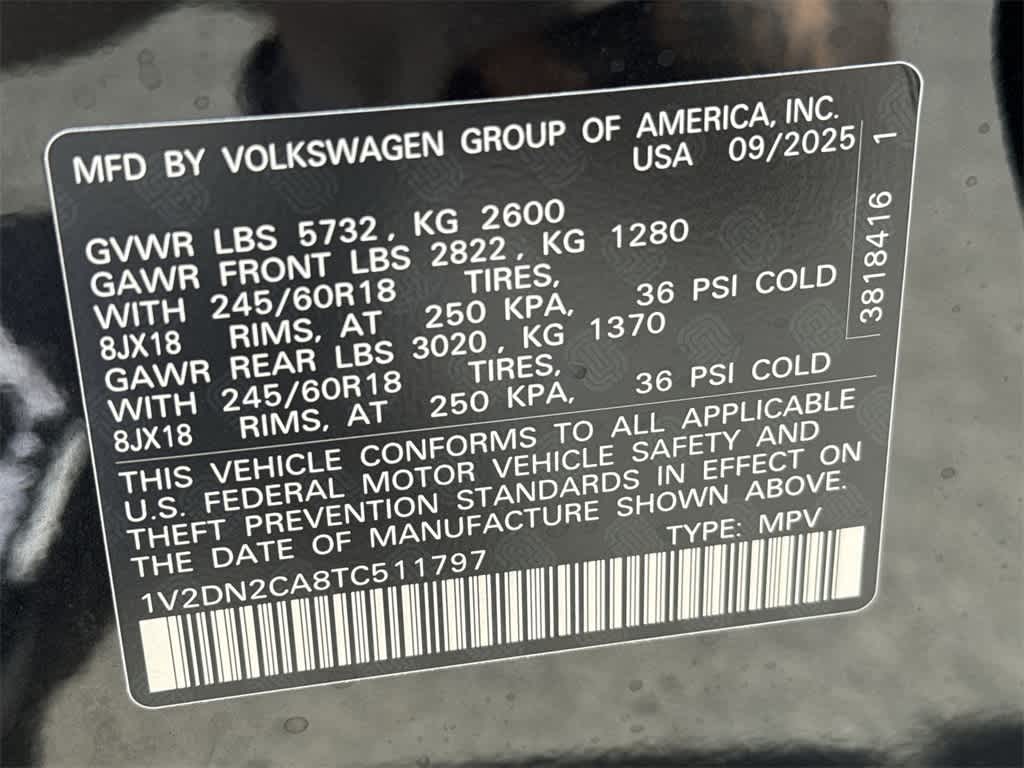 MFD BY VOLKSWAGEN GROUP OF AMERICA, INC.
USA 09/2025
GVWR LBS 5732, KG 2600
GAWR FRONT LBS 2822, KG 1280
WITH 245/60R18 TIRES,
8JX18 RIMS, AT 250 KPA, 36 PSI COLD
GAWR REAR LBS 3020, KG 1370
WITH 245/60R18 TIRES,
8JX18 RIMS, AT 250 KPA, 36 PSI COLD
3818416 1
THIS VEHICLE CONFORMS TO ALL APPLICABLE
U.S. FEDERAL MOTOR VEHICLE SAFETY AND
THEFT PREVENTION STANDARDS IN EFFECT ON
THE DATE OF MANUFACTURE SHOWN ABOVE.
TYPE: MPV
1V2DN2CA8TC511797